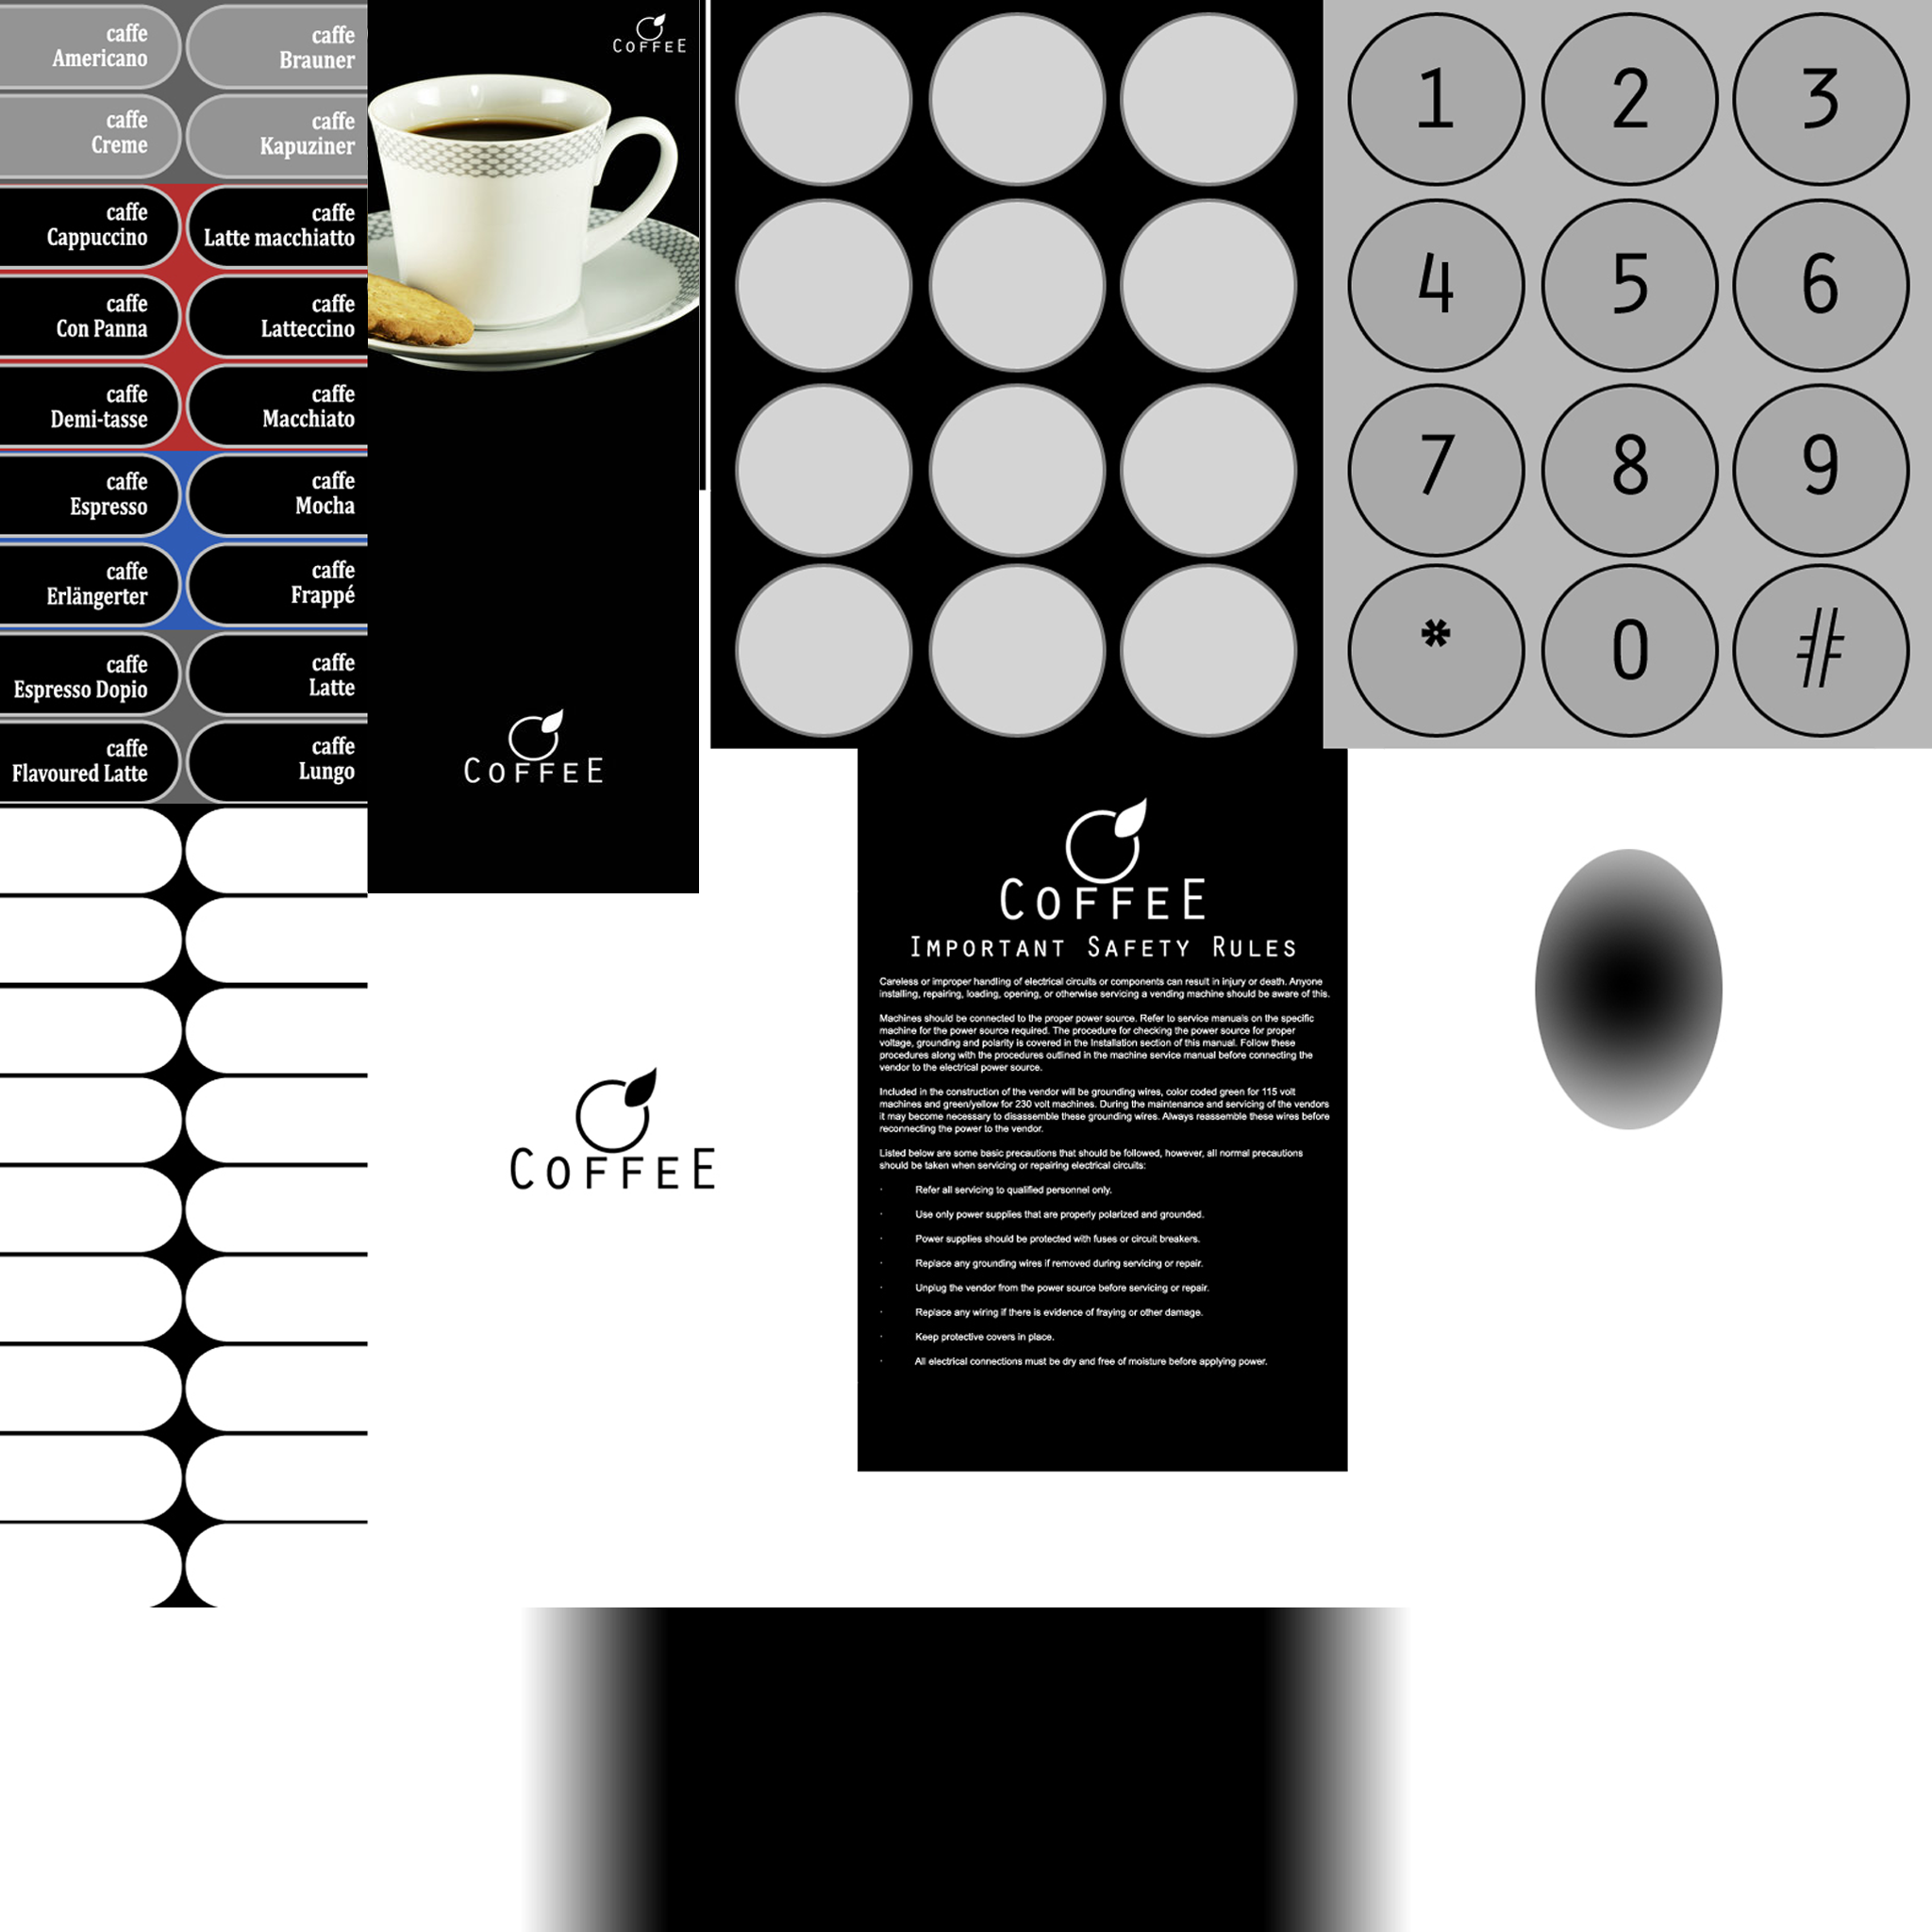 caffe
Americano
caffe
Brauner
caffe
Creme
caffe
Kapuziner
caffe
Cappuccino
caffe
Latte macchiatto
caffe
Con Panna
caffe
Latteccino
caffe
Demi-tasse
caffe
Macchiato
caffe
Espresso
caffe
Mocha
caffe
Erlängerter
caffe
Frappé
caffe
Espresso Dopio
caffe
Latte
caffe
Flavoured Latte
caffe
Lungo
COFFEE
COFFEE
1 2 3
4 5 6
7 8 9
* 0 #
COFFEE
COFFEE
IMPORTANT SAFETY RULES
Careless or improper handling of electrical circuits or components can result in injury or death. Anyone
installing, repairing, loading, opening, or otherwise servicing a vending machine should be aware of this.
Machines should be connected to the proper power source. Refer to service manuals on the specific
machine for the power source required. The procedure for checking the power source for proper
voltage, grounding and polarity is covered in the Installation section of this manual. Follow these
procedures along with the procedures outlined in the machine service manual before connecting the
vendor to the electrical power source.
Included in the construction of the vendor will be grounding wires, color coded green for 115 volt
machines and green/yellow for 230 volt machines. During the maintenance and servicing of the vendors
it may become necessary to disassemble these grounding wires. Always reassemble these wires before
reconnecting the power to the vendor.
Listed below are some basic precautions that should be followed, however, all normal precautions
should be taken when servicing or repairing electrical circuits:
· Refer all servicing to qualified personnel only.
· Use only power supplies that are properly polarized and grounded.
· Power supplies should be protected with fuses or circuit breakers.
· Replace any grounding wires if removed during servicing or repair.
· Unplug the vendor from the power source before servicing or repair.
· Replace any wiring if there is evidence of fraying or other damage.
· Keep protective covers in place.
· All electrical connections must be dry and free of moisture before applying power.